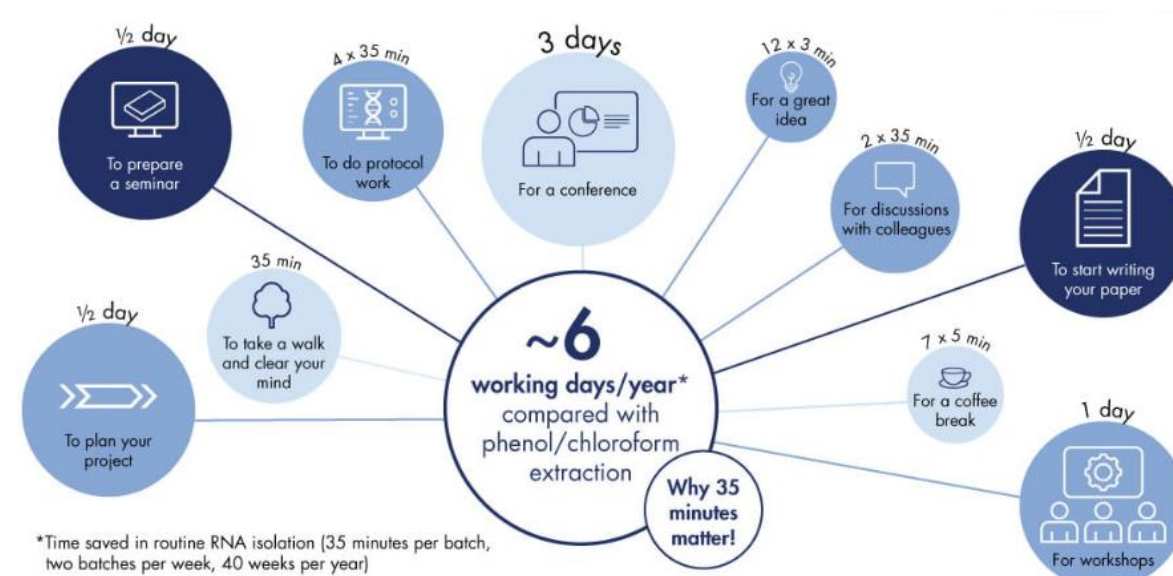 ½ day
To prepare
a seminar
4 x 35 min
To do protocol
work
3 days
For a conference
12 x 3 min
For a great
idea
2 x 35 min
For discussions
with colleagues
½ day
To start writing
your paper
35 min
To take a walk
and clear your
mind
½ day
To plan your
project
~6
working days/year*
compared with
phenol/chloroform
extraction
Why 35
minutes
matter!
7 x 5 min
For a coffee
break
1 day
For workshops
*Time saved in routine RNA isolation (35 minutes per batch,
two batches per week, 40 weeks per year)